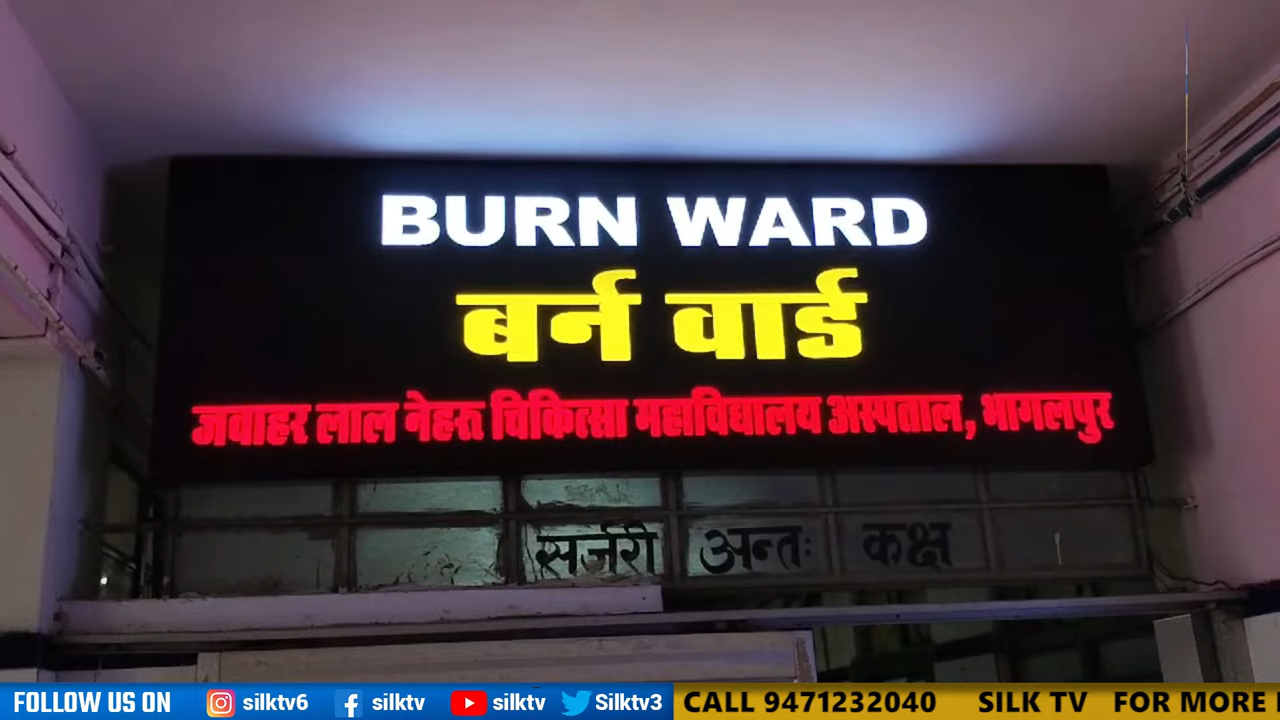 BURN WARD
बर्न वार्ड
जवाहर लाल नेहरू चिकित्सा महाविद्यालय अस्पताल, भागलपुर
सर्जरी अन्तः कक्ष
FOLLOW US ON silktv6 silktv silktv Silktv3 CALL 9471232040 SILK TV FOR MORE